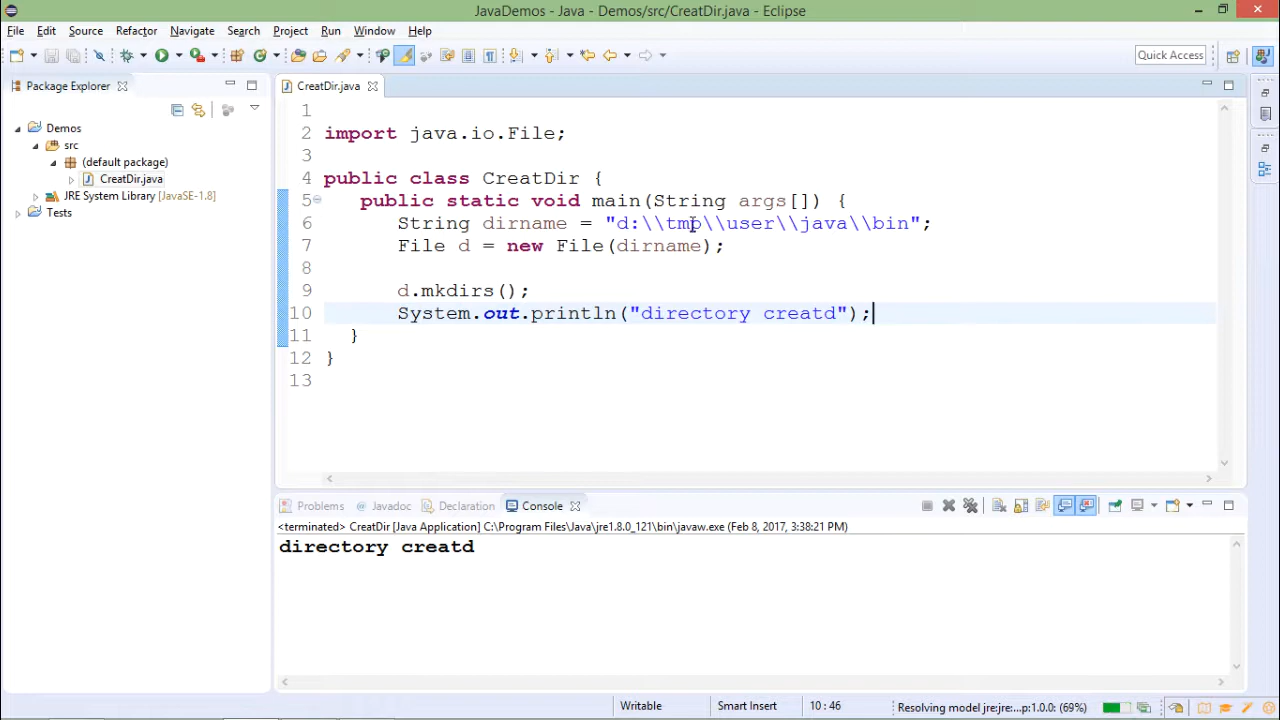 JavaDemos - Java - Demos/src/CreatDir.java - Eclipse
File Edit Source Refactor Navigate Search Project Run Window Help
Quick Access
Package Explorer
CreatDir.java
Demos
src
(default package)
CreatDir.java
JRE System Library [JavaSE-1.8]
Tests
1
2 import java.io.File;
3
4 public class CreatDir {
5 public static void main(String args[]) {
6 String dirname = "d:\\tmp\\user\\java\\bin";
7 File d = new File(dirname);
8
9 d.mkdirs();
10 System.out.println("directory creatd");
11 }
12 }
13
Problems Javadoc Declaration Console
<terminated> CreatDir [Java Application] C:\Program Files\Java\jre1.8.0_121\bin\javaw.exe (Feb 8, 2017, 3:38:21 PM)
directory creatd
Writable Smart Insert 10 : 46 Resolving model jre:jre:...p:1.0.0: (69%)